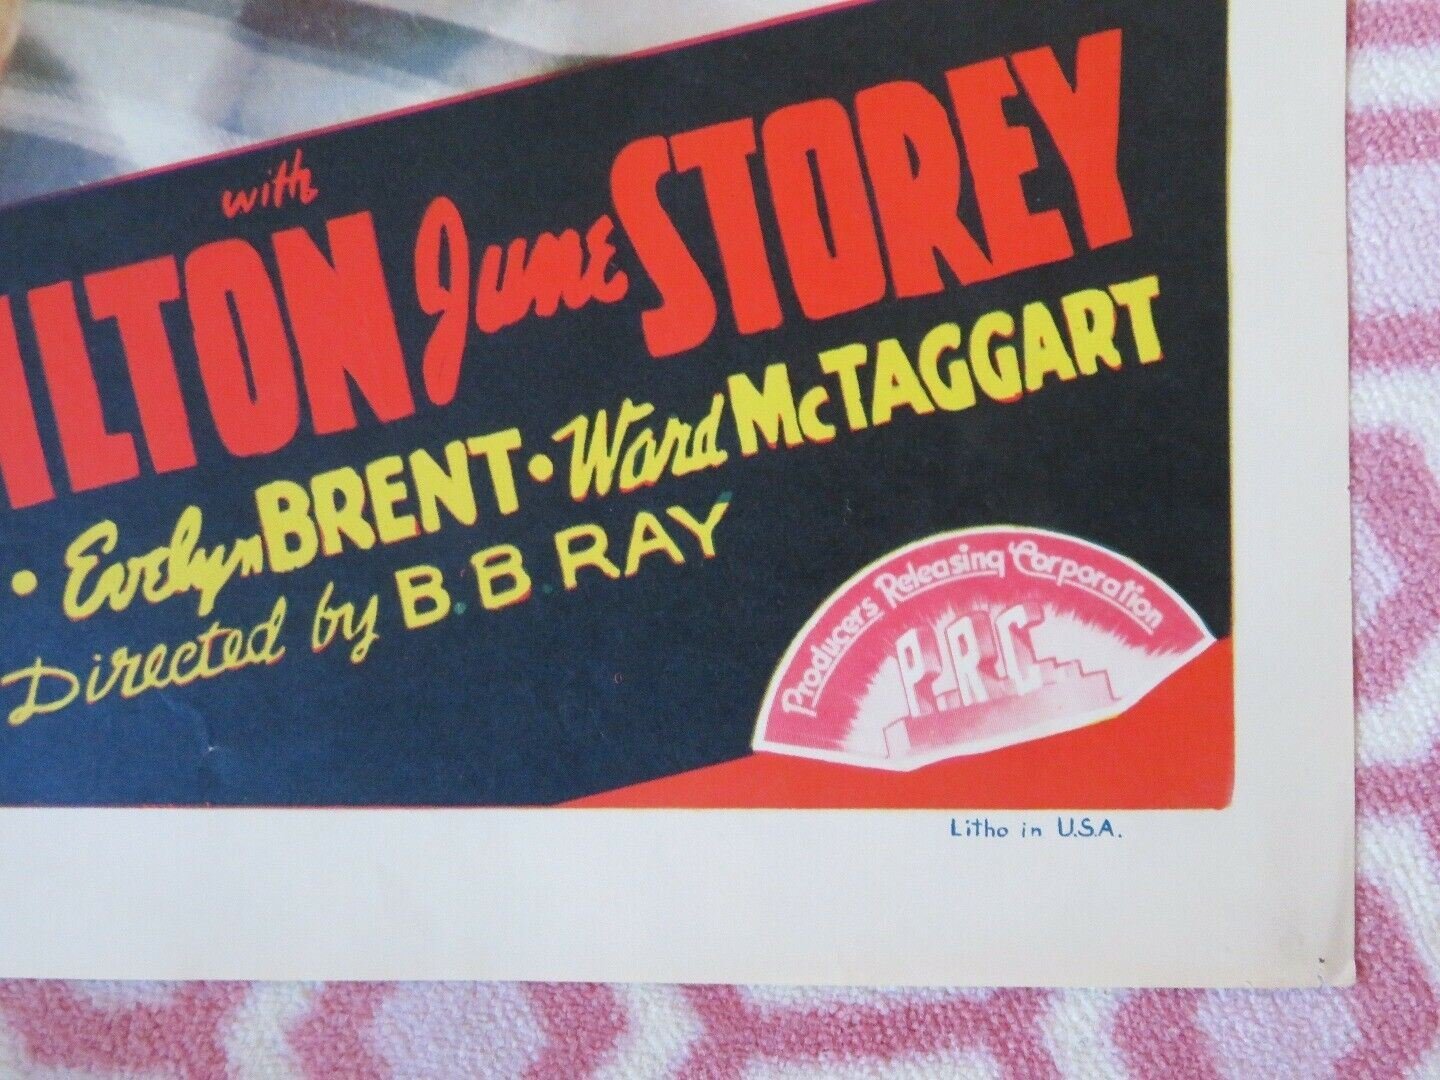 with
ILTON June STOREY
• Evelyn BRENT • Ward McTAGGART
Directed by B. B. RAY
Producers Releasing Corporation
P.R.C
Litho in U.S.A.